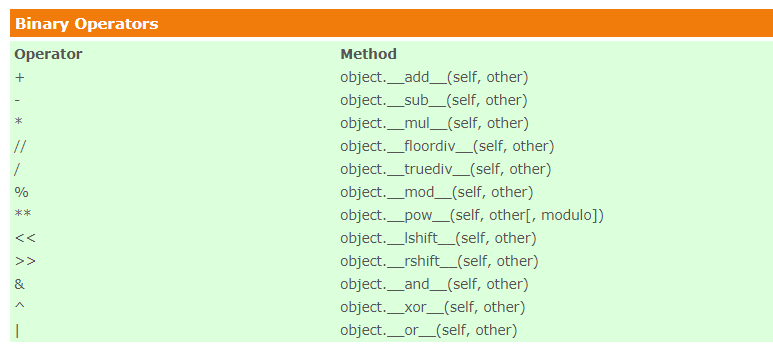 Binary Operators
Operator Method
+ object.__add__(self, other)
- object.__sub__(self, other)
* object.__mul__(self, other)
// object.__floordiv__(self, other)
/ object.__truediv__(self, other)
% object.__mod__(self, other)
** object.__pow__(self, other[, modulo])
<< object.__lshift__(self, other)
>> object.__rshift__(self, other)
& object.__and__(self, other)
^ object.__xor__(self, other)
| object.__or__(self, other)